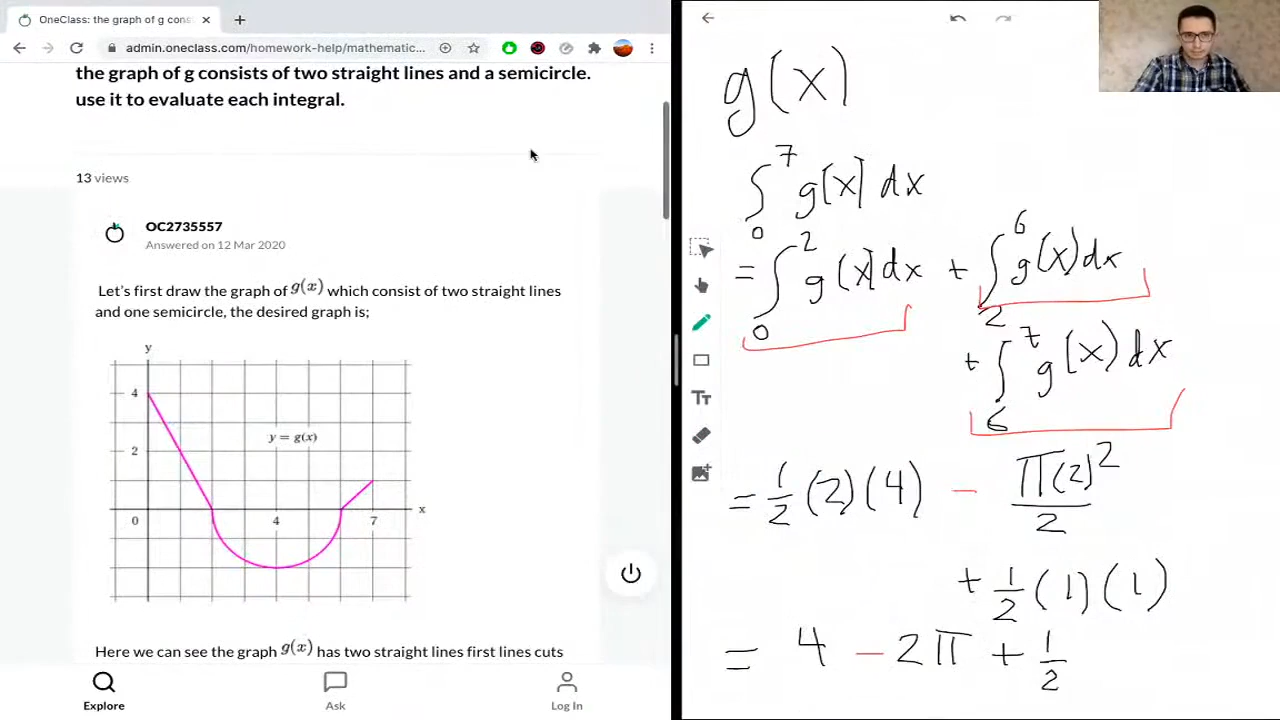 OneClass: the graph of g cons
admin.oneclass.com/homework-help/mathematic...
the graph of g consists of two straight lines and a semicircle.
use it to evaluate each integral.
13 views
OC2735557
Answered on 12 Mar 2020
Let's first draw the graph of g(x) which consist of two straight lines
and one semicircle, the desired graph is;
y
4
2
y = g(x)
0 4 7 x
Here we can see the graph g(x) has two straight lines first lines cuts
Explore Ask Log In
g(x)
∫₀⁷ g(x) dx
= ∫₀² g(x) dx + ∫₂⁶ g(x) dx
+ ∫₆⁷ g(x) dx
= 1/2 (2)(4) − π(2)²/2
+ 1/2 (1)(1)
= 4 − 2π + 1/2
Tт